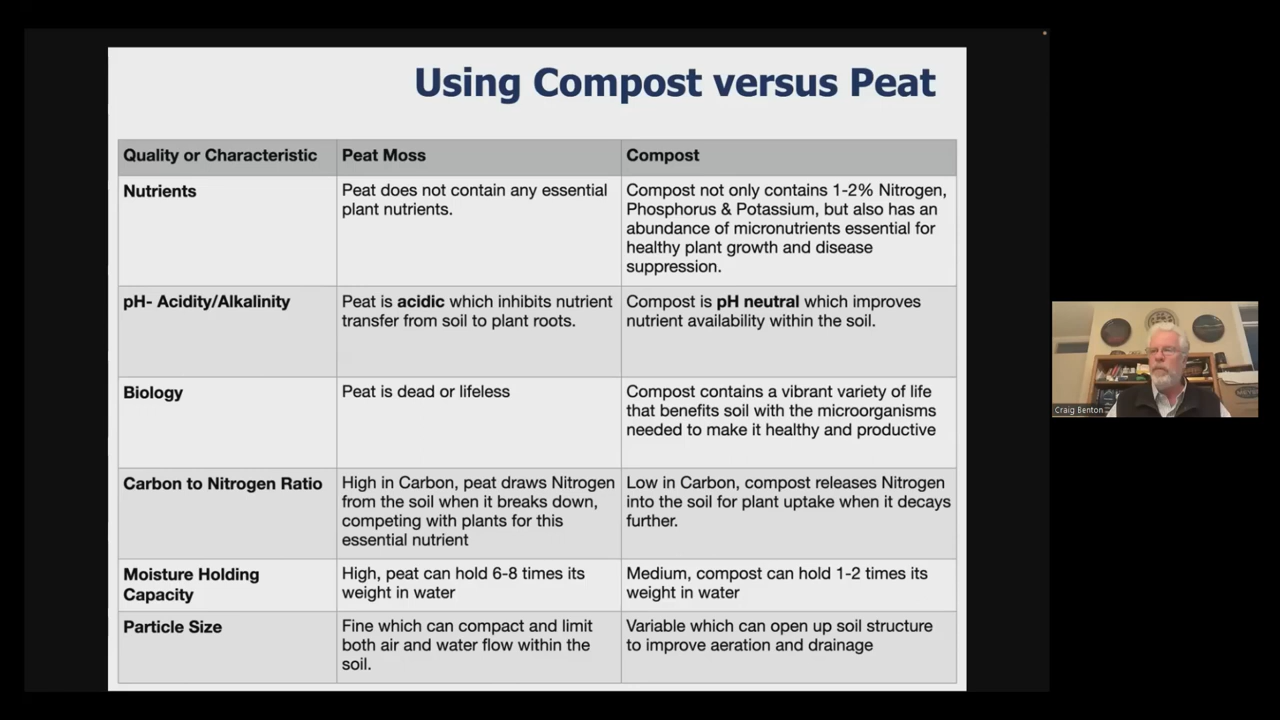 Using Compost versus Peat
Quality or Characteristic
Peat Moss
Compost
Nutrients
Peat does not contain any essential
plant nutrients.
Compost not only contains 1-2% Nitrogen,
Phosphorus & Potassium, but also has an
abundance of micronutrients essential for
healthy plant growth and disease
suppression.
pH- Acidity/Alkalinity
Peat is acidic which inhibits nutrient
transfer from soil to plant roots.
Compost is pH neutral which improves
nutrient availability within the soil.
Biology
Peat is dead or lifeless
Compost contains a vibrant variety of life
that benefits soil with the microorganisms
needed to make it healthy and productive
Carbon to Nitrogen Ratio
High in Carbon, peat draws Nitrogen
from the soil when it breaks down,
competing with plants for this
essential nutrient
Low in Carbon, compost releases Nitrogen
into the soil for plant uptake when it decays
further.
Moisture Holding
Capacity
High, peat can hold 6-8 times its
weight in water
Medium, compost can hold 1-2 times its
weight in water
Particle Size
Fine which can compact and limit
both air and water flow within the
soil.
Variable which can open up soil structure
to improve aeration and drainage
Craig Benton